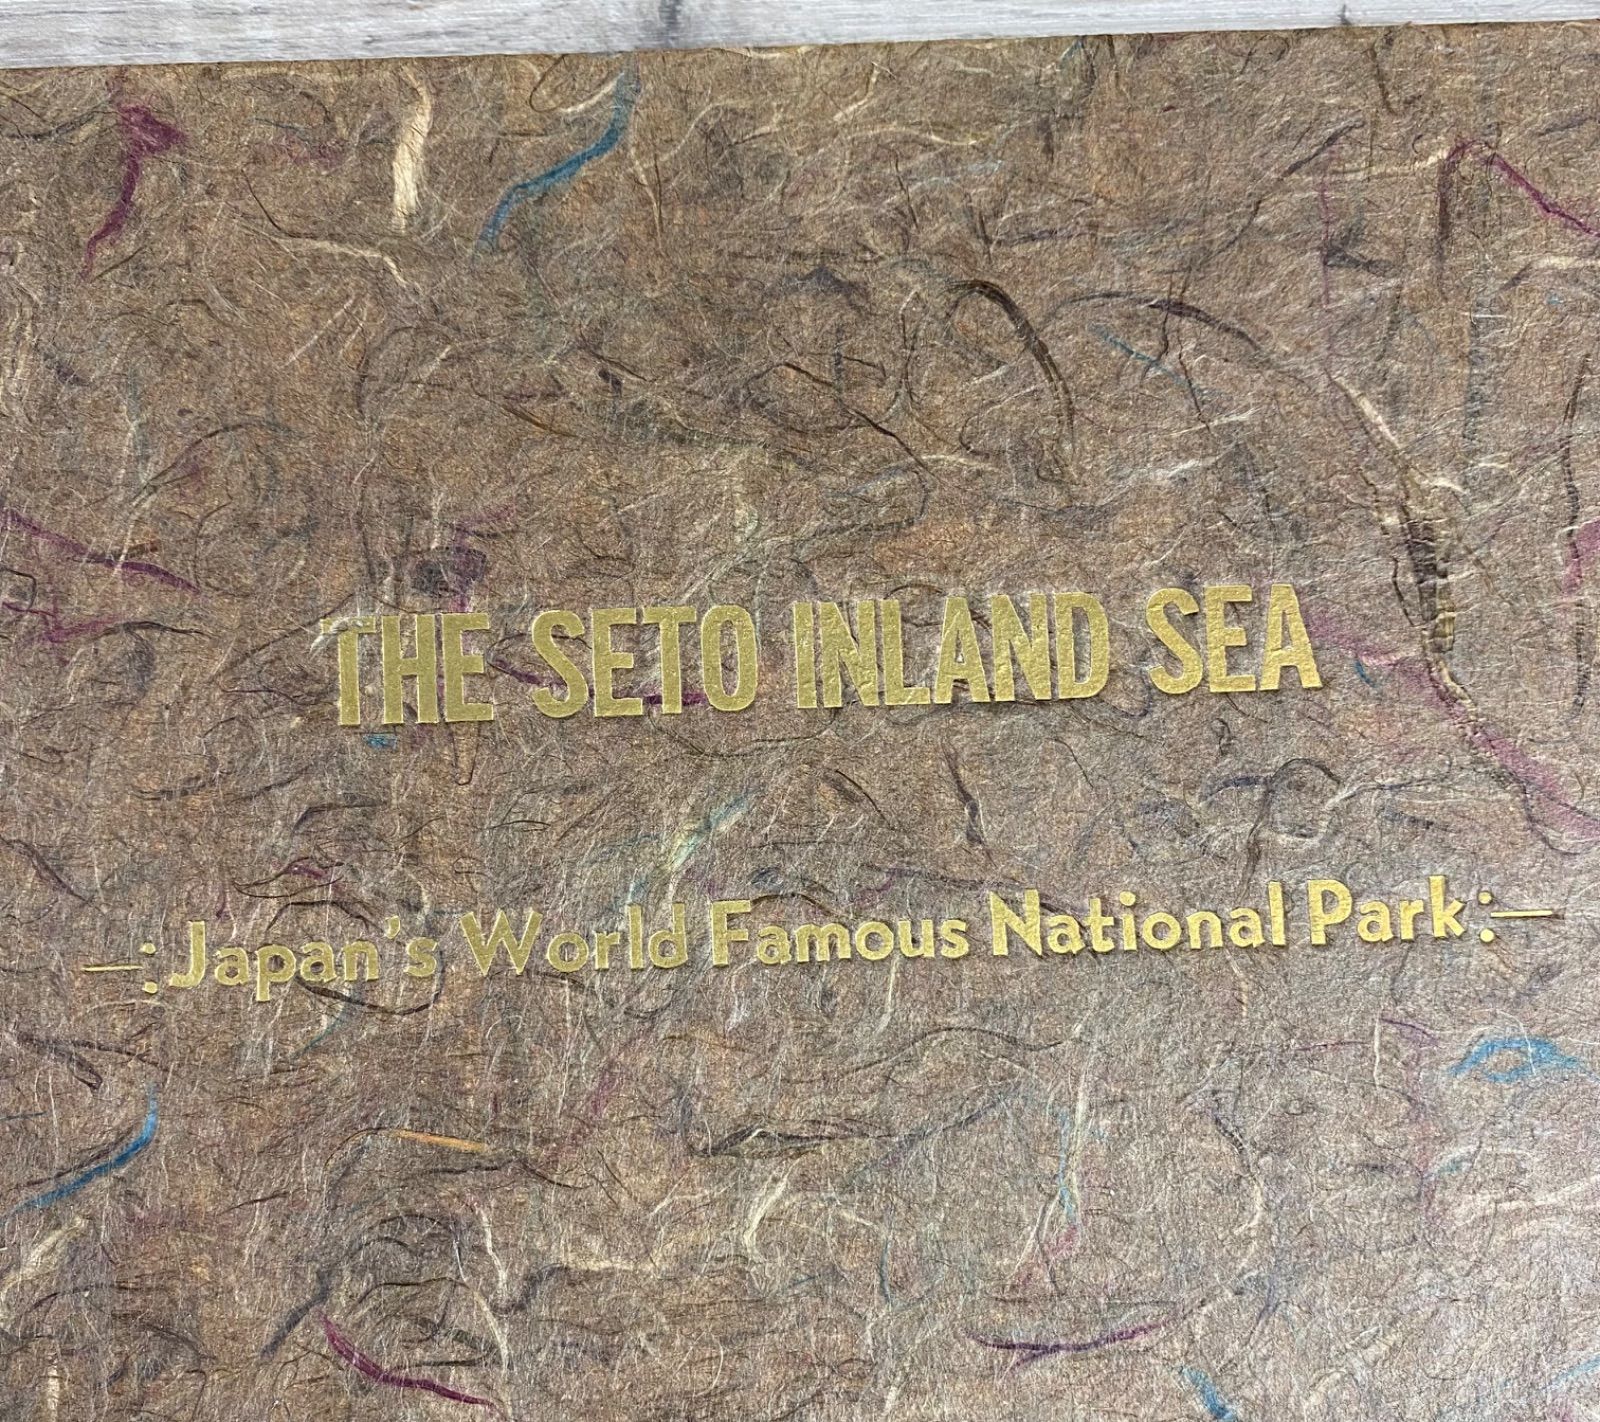 THE SETO INLAND SEA
—:Japan's World Famous National Park:—